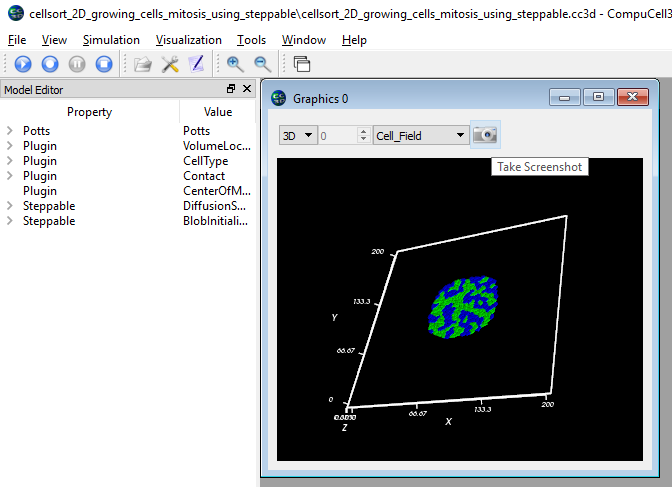 cellsort_2D_growing_cells_mitosis_using_steppable\cellsort_2D_growing_cells_mitosis_using_steppable.cc3d - CompuCell3
File View Simulation Visualization Tools Window Help
Model Editor
Property Value
Potts Potts
Plugin VolumeLoc...
Plugin CellType
Plugin Contact
Plugin CenterOfM...
Steppable DiffusionS...
Steppable BlobInitiali...
Graphics 0
3D 0 Cell_Field
Take Screenshot
200
133.3
Y
66.67
0
66.67 133.3 200
Z X